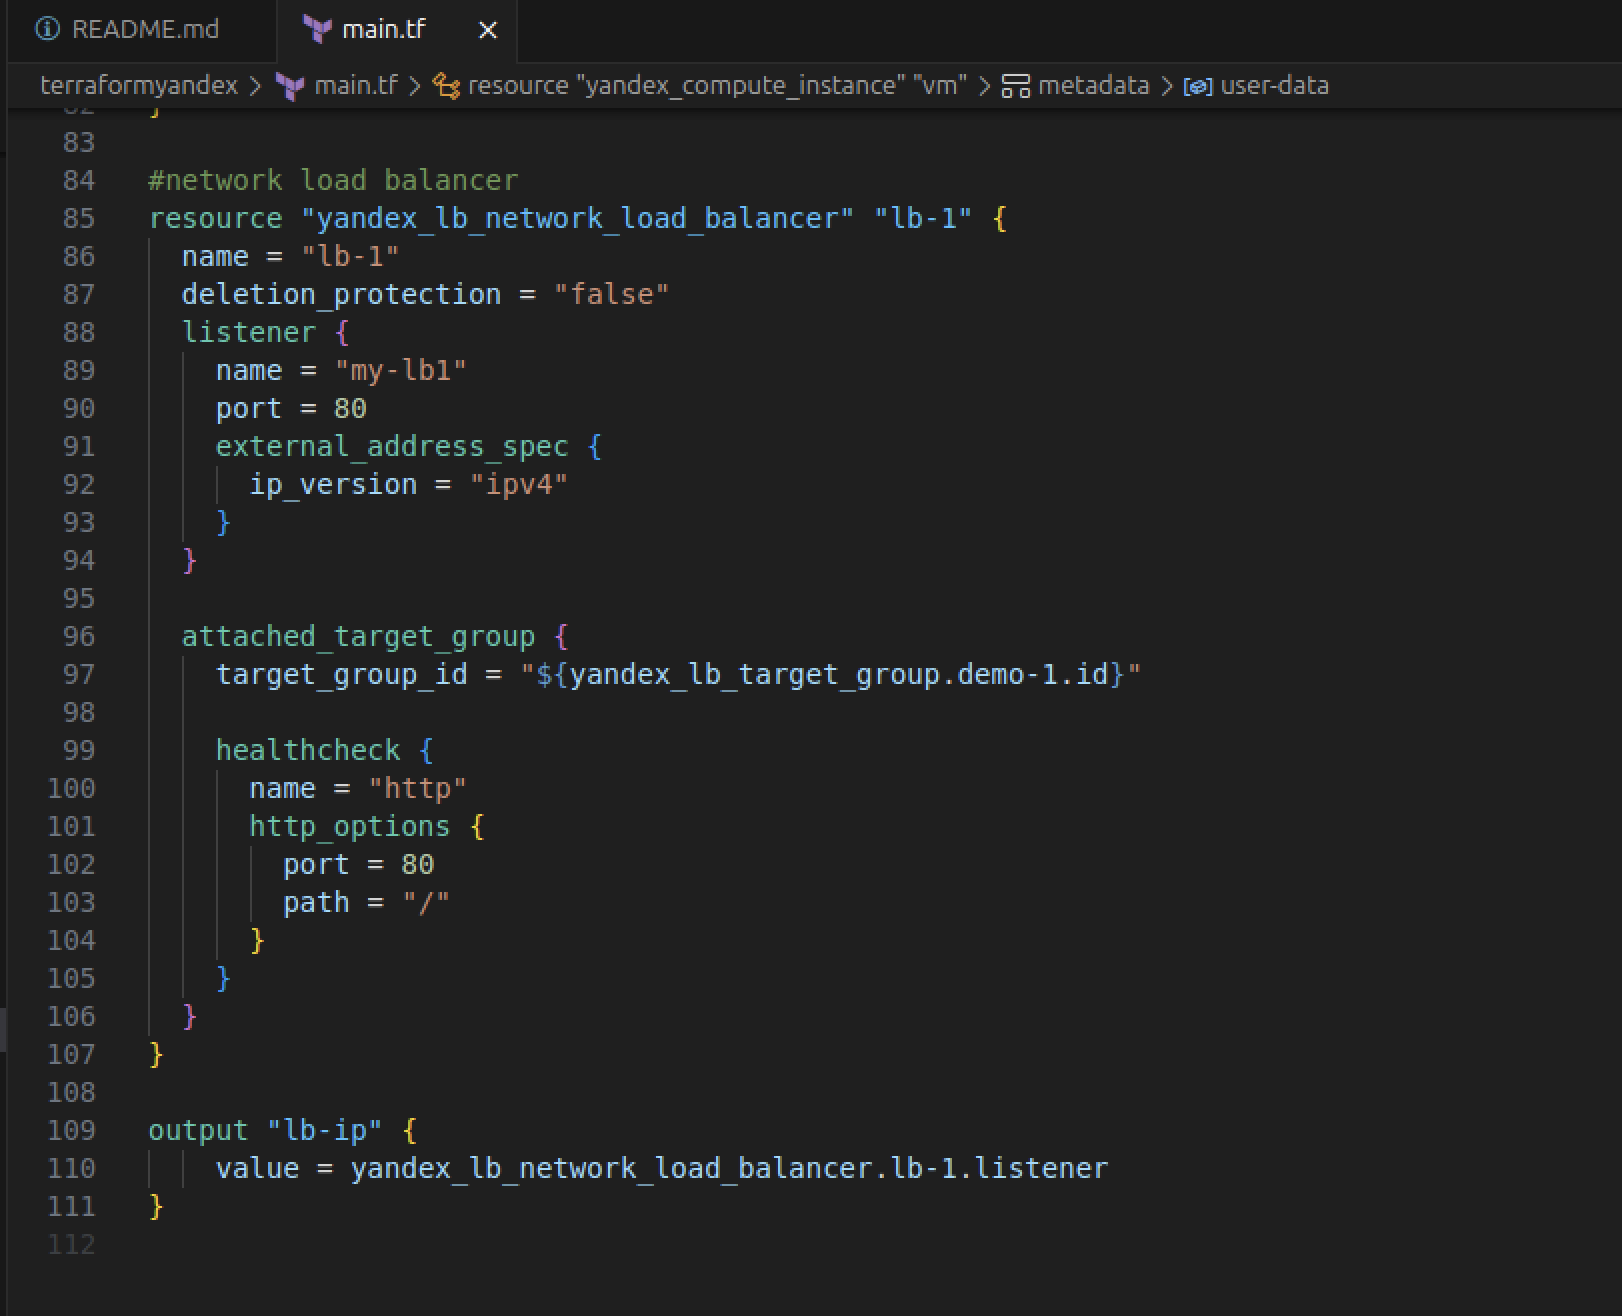 README.md
main.tf
terraformyandex > main.tf > resource "yandex_compute_instance" "vm" > metadata > user-data
82 }
83
84 #network load balancer
85 resource "yandex_lb_network_load_balancer" "lb-1" {
86 name = "lb-1"
87 deletion_protection = "false"
88 listener {
89 name = "my-lb1"
90 port = 80
91 external_address_spec {
92 ip_version = "ipv4"
93 }
94 }
95
96 attached_target_group {
97 target_group_id = "${yandex_lb_target_group.demo-1.id}"
98
99 healthcheck {
100 name = "http"
101 http_options {
102 port = 80
103 path = "/"
104 }
105 }
106 }
107 }
108
109 output "lb-ip" {
110 value = yandex_lb_network_load_balancer.lb-1.listener
111 }
112